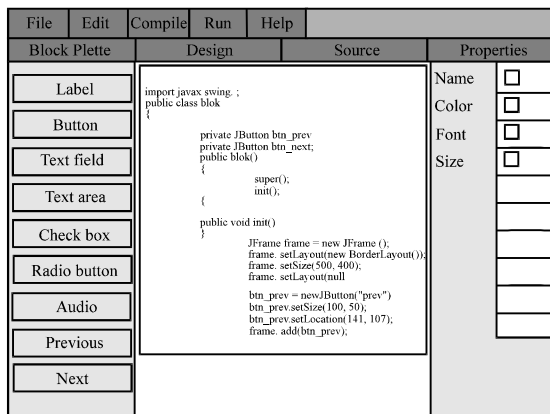 File Edit Compile Run Help
Block Plette Design Source Properties
Label
Button
Text field
Text area
Check box
Radio button
Audio
Previous
Next
import javax swing. ;
public class blok
{
private JButton btn_prev
private JButton btn_next;
public blok()
{
super();
init();
{
public void init()
}
JFrame frame = new JFrame ();
frame. setLayout(new BorderLayout());
frame. setSize(500, 400);
frame. setLayout(null
btn_prev = newJButton("prev")
btn_prev.setSize(100, 50);
btn_prev.setLocation(141, 107);
frame. add(btn_prev);
Name
Color
Font
Size